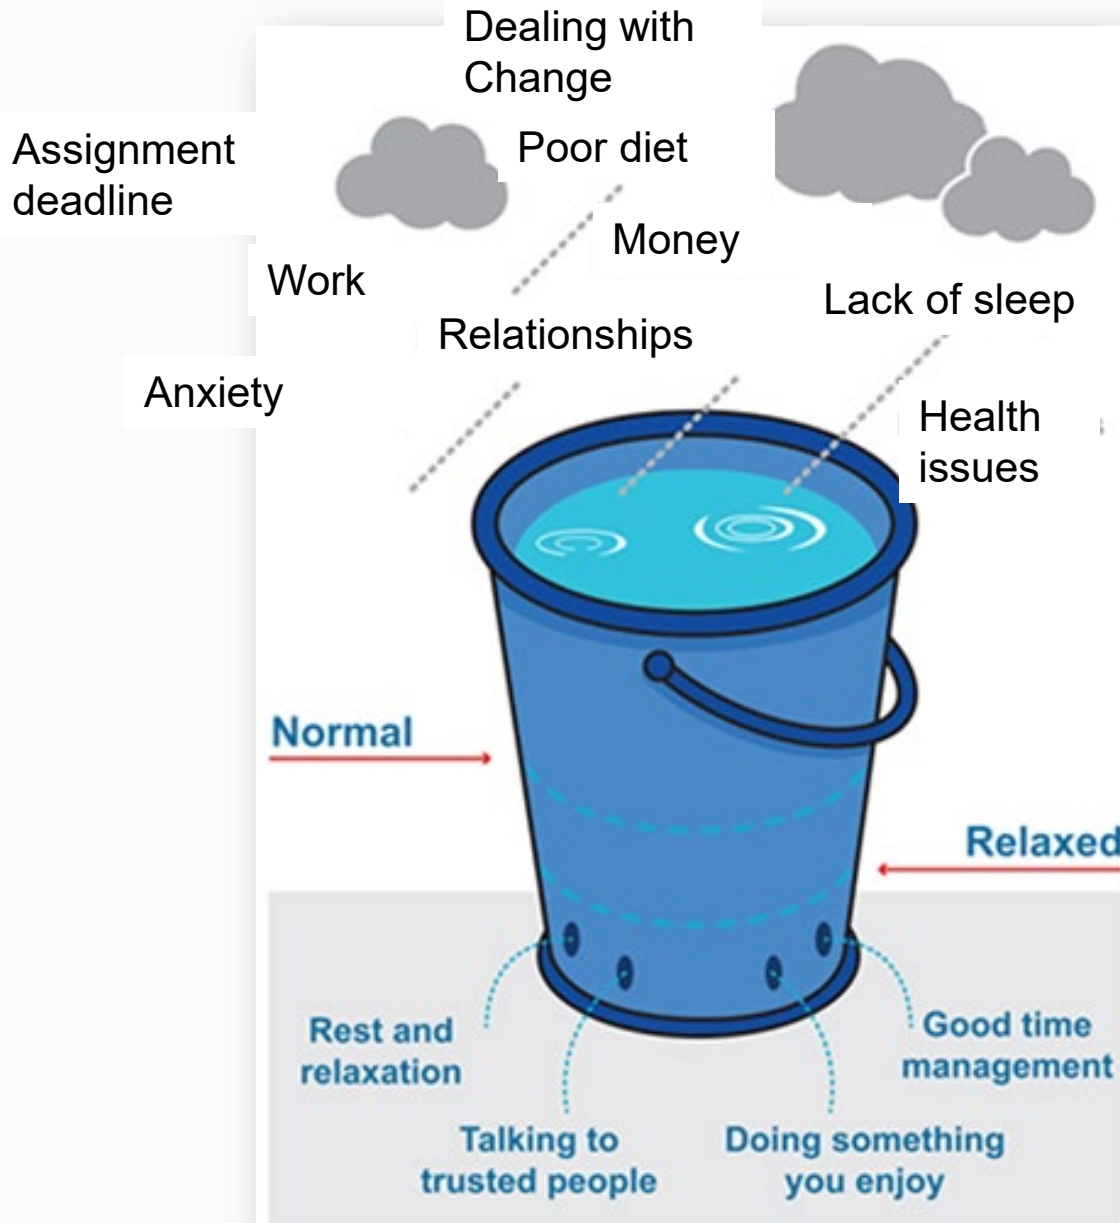 Dealing with
Change
Assignment
deadline
Poor diet
Money
Work
Lack of sleep
Relationships
Anxiety
Health
issues
Normal
Relaxed
Rest and
relaxation
Good time
management
Talking to
trusted people
Doing something
you enjoy